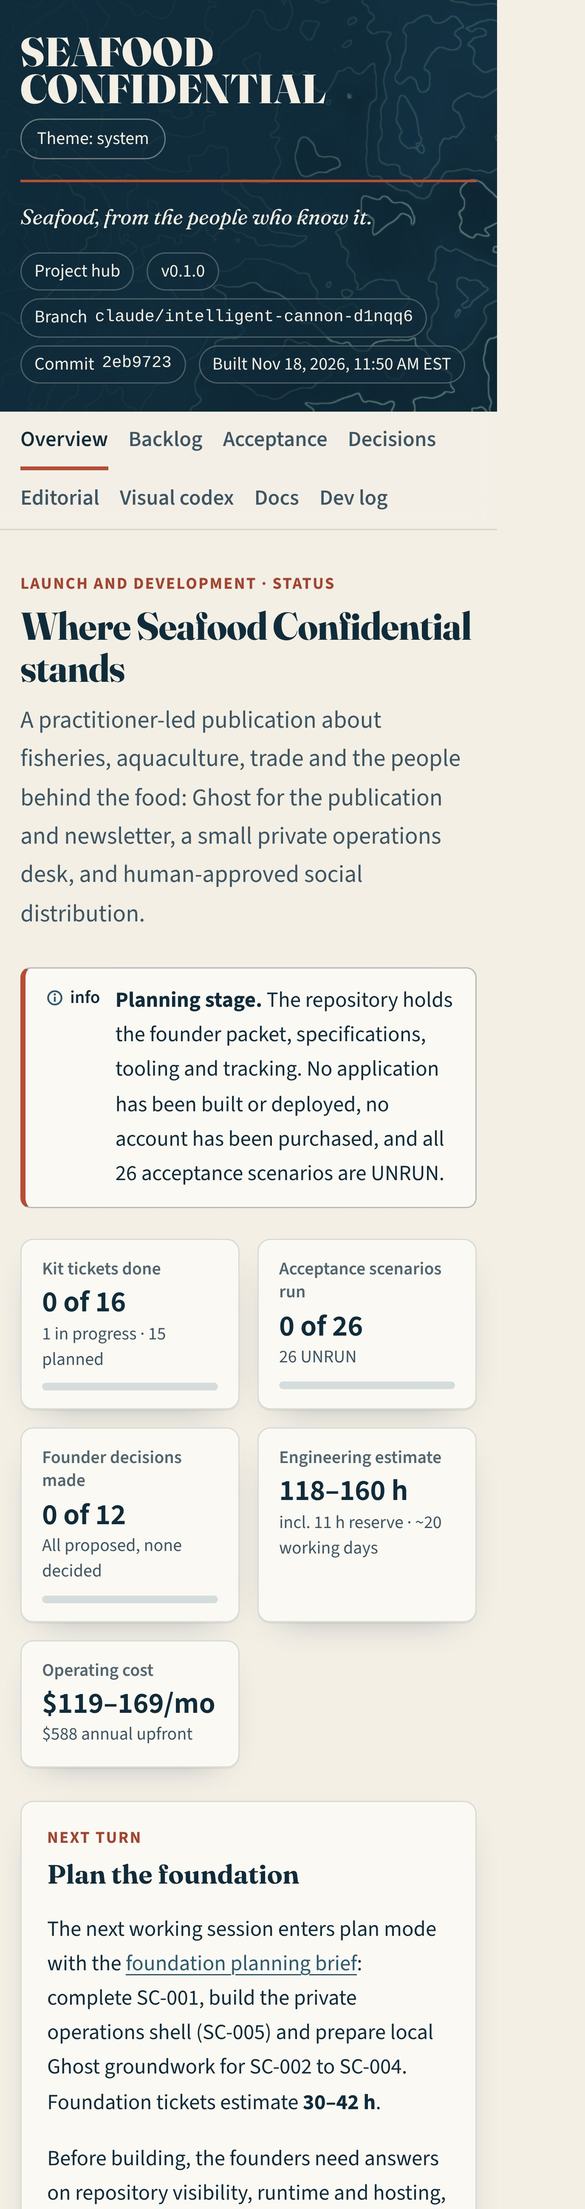 SEAFOOD
CONFIDENTIAL
Theme: system
Seafood, from the people who know it.
Project hub
v0.1.0
Branch claude/intelligent-cannon-d1nqq6
Commit 2eb9723
Built Nov 18, 2026, 11:50 AM EST
Overview
Backlog
Acceptance
Decisions
Editorial
Visual codex
Docs
Dev log
LAUNCH AND DEVELOPMENT · STATUS
Where Seafood Confidential
stands
A practitioner-led publication about
fisheries, aquaculture, trade and the people
behind the food: Ghost for the publication
and newsletter, a small private operations
desk, and human-approved social
distribution.
info
Planning stage. The repository holds
the founder packet, specifications,
tooling and tracking. No application
has been built or deployed, no
account has been purchased, and all
26 acceptance scenarios are UNRUN.
Kit tickets done
0 of 16
1 in progress · 15
planned
Acceptance scenarios
run
0 of 26
26 UNRUN
Founder decisions
made
0 of 12
All proposed, none
decided
Engineering estimate
118–160 h
incl. 11 h reserve · ~20
working days
Operating cost
$119–169/mo
$588 annual upfront
NEXT TURN
Plan the foundation
The next working session enters plan mode
with the foundation planning brief:
complete SC-001, build the private
operations shell (SC-005) and prepare local
Ghost groundwork for SC-002 to SC-004.
Foundation tickets estimate 30–42 h.
Before building, the founders need answers
on repository visibility, runtime and hosting,